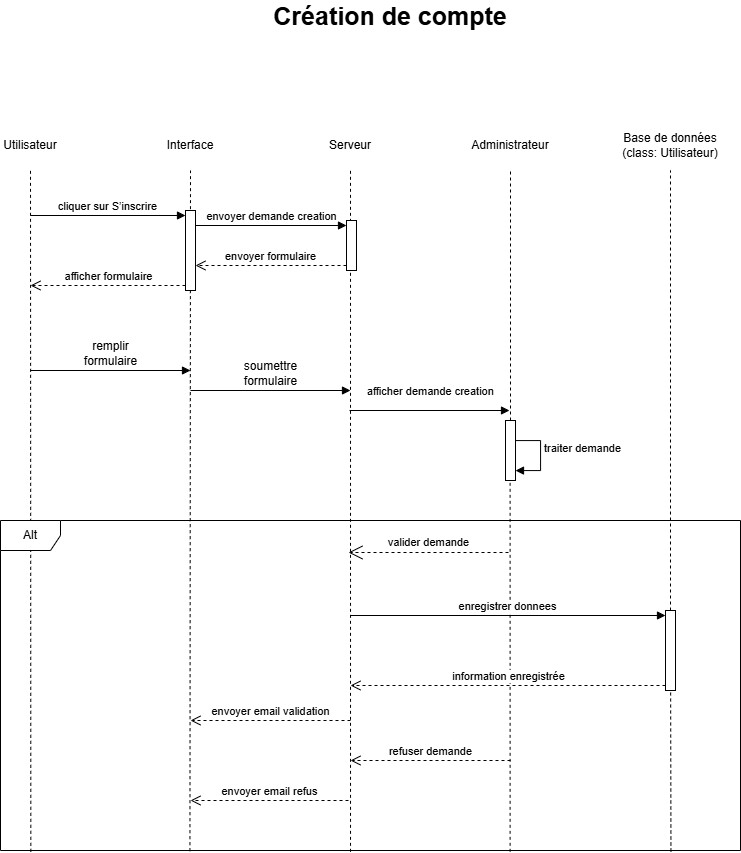 Création de compte
Utilisateur
Interface
Serveur
Administrateur
Base de données
(class: Utilisateur)
cliquer sur S'inscrire
envoyer demande creation
envoyer formulaire
afficher formulaire
remplir
formulaire
soumettre
formulaire
afficher demande creation
traiter demande
Alt
valider demande
enregistrer donnees
information enregistrée
envoyer email validation
refuser demande
envoyer email refus